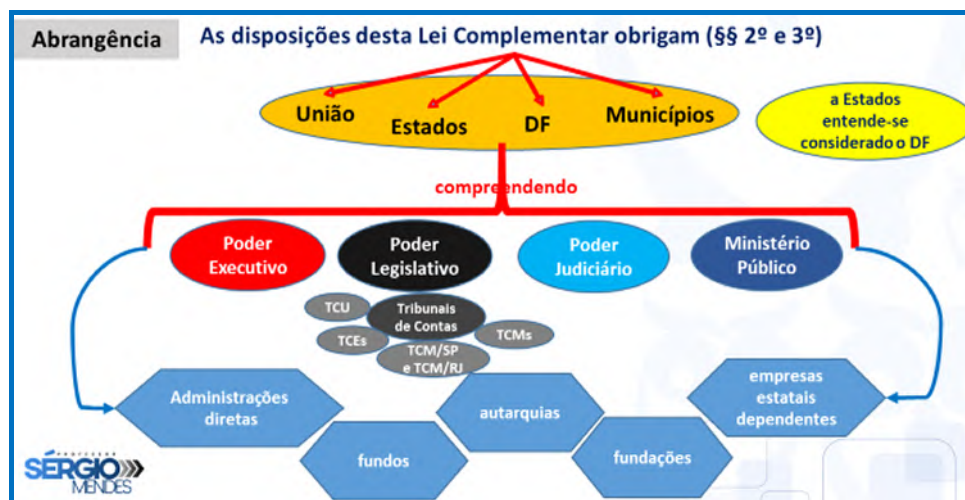 Abrangência
As disposições desta Lei Complementar obrigam (§§ 2º e 3º)
União
Estados
DF
Municípios
a Estados
entende-se
considerado o DF
compreendendo
Poder
Executivo
Poder
Legislativo
Poder
Judiciário
Ministério
Público
TCU
Tribunais
de Contas
TCEs
TCMs
TCM/SP
e TCM/RJ
Administrações
diretas
fundos
autarquias
fundações
empresas
estatais
dependentes
PROFESSOR
SÉRGIO
MENDES